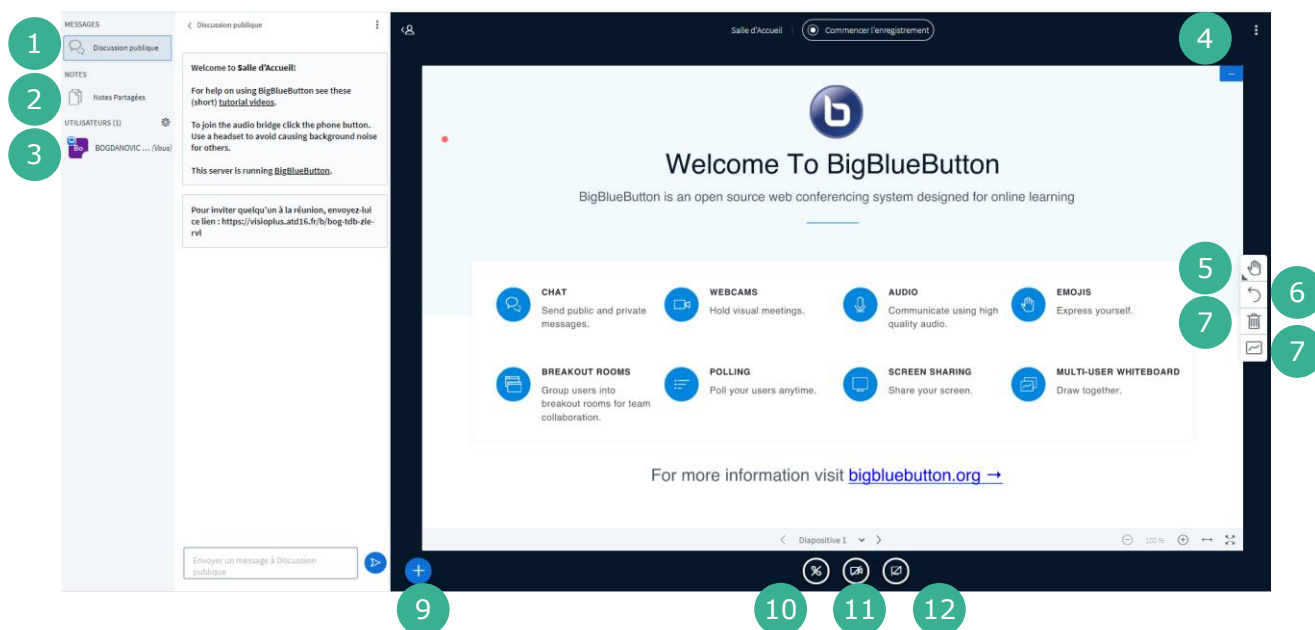 MESSAGES
1
Discussion publique
NOTES
2
Notes Partagées
UTILISATEURS (1)
3
Bo
BOGDANOVIC ... (Vous)
Discussion publique
Welcome to Salle d'Accueil!
For help on using BigBlueButton see these
(short) tutorial videos.
To join the audio bridge click the phone button.
Use a headset to avoid causing background noise
for others.
This server is running BigBlueButton.
Pour inviter quelqu'un à la réunion, envoyez-lui
ce lien : https://visioplus.atd16.fr/b/bog-tdb-zle-
rvl
Envoyer un message à Discussion
publique
Salle d'Accueil
Commencer l'enregistrement
4
b
Welcome To BigBlueButton
BigBlueButton is an open source web conferencing system designed for online learning
CHAT
Send public and private
messages.
WEBCAMS
Hold visual meetings.
AUDIO
Communicate using high
quality audio.
EMOJIS
Express yourself.
BREAKOUT ROOMS
Group users into
breakout rooms for team
collaboration.
POLLING
Poll your users anytime.
SCREEN SHARING
Share your screen.
MULTI-USER WHITEBOARD
Draw together.
For more information visit bigbluebutton.org →
5
6
7
7
Diapositive 1
100%
9
10
11
12